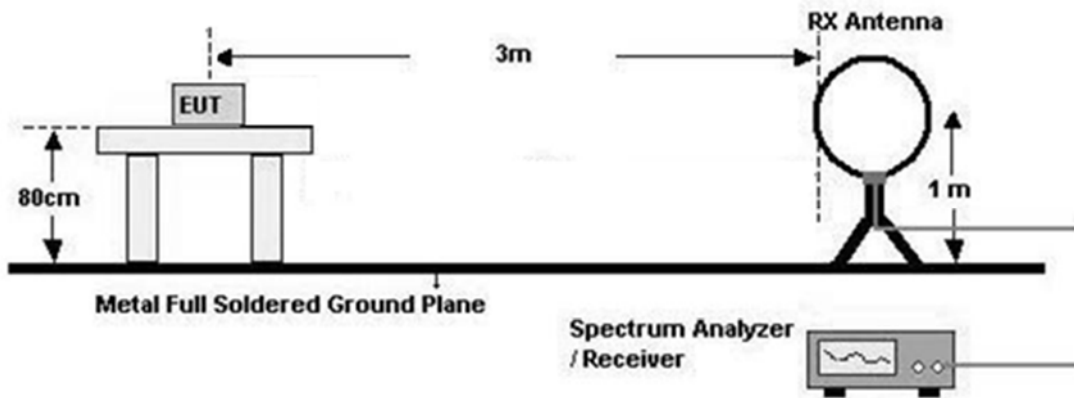 RX Antenna
3m
EUT
80cm
1 m
Metal Full Soldered Ground Plane
Spectrum Analyzer
/ Receiver